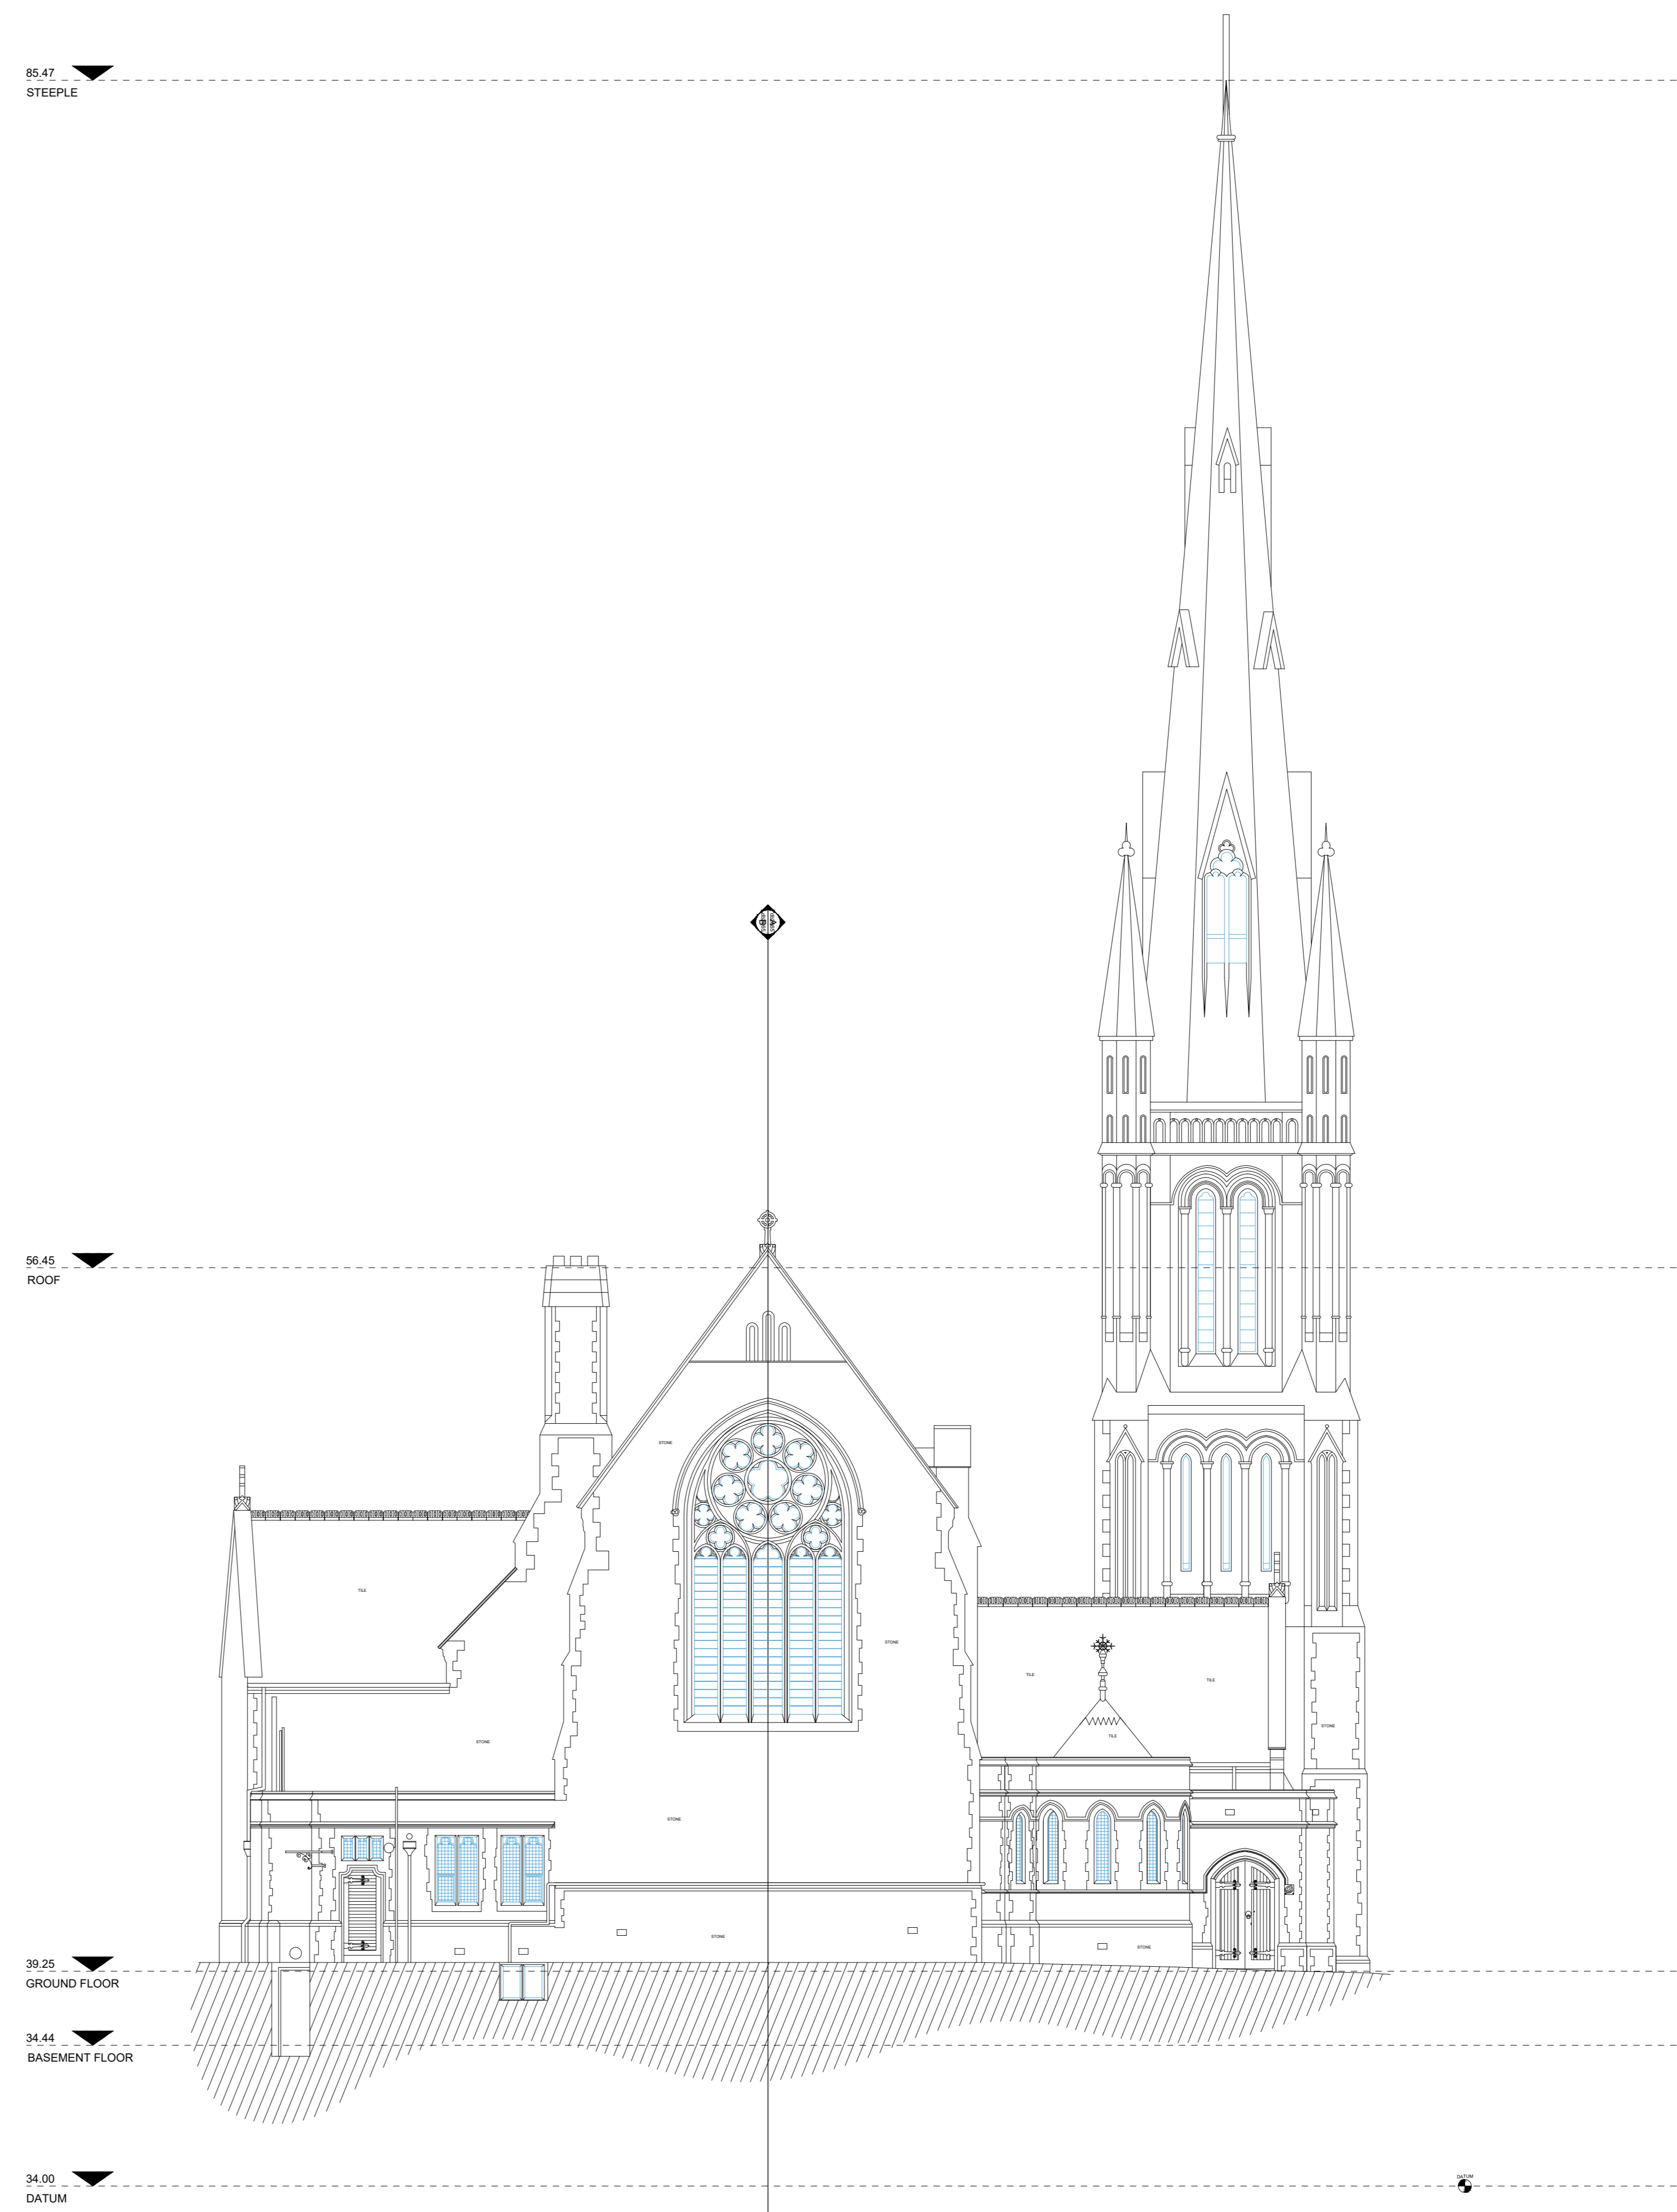 85.47
STEEPLE
56.45
ROOF
STONE
TILE
STONE
TILE
TILE
STONE
TILE
STONE
STONE
STONE
STONE
39.25
GROUND FLOOR
34.44
BASEMENT FLOOR
34.00
DATUM
DATUM